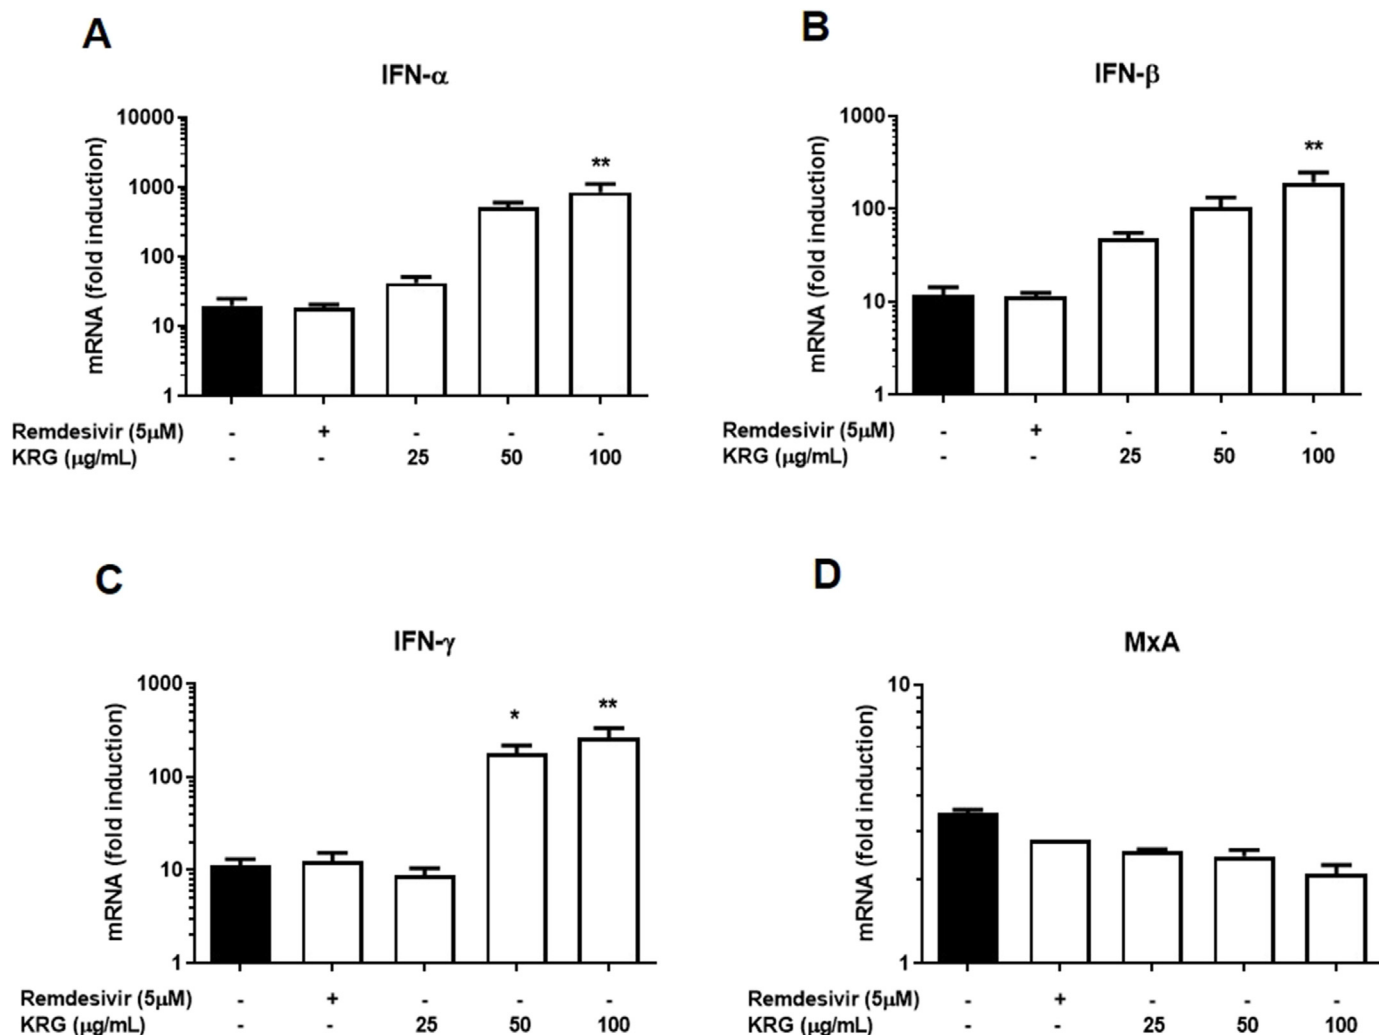 A
IFN-α
mRNA (fold induction)
10000
1000
100
10
1
**
Remdesivir (5μM) - + - - -
KRG (μg/mL) - - 25 50 100
B
IFN-β
mRNA (fold induction)
1000
100
10
1
**
Remdesivir (5μM) - + - - -
KRG (μg/mL) - - 25 50 100
C
IFN-γ
mRNA (fold induction)
1000
100
10
1
* **
Remdesivir (5μM) - + - - -
KRG (μg/mL) - - 25 50 100
D
MxA
mRNA (fold induction)
10
1
Remdesivir (5μM) - + - - -
KRG (μg/mL) - - 25 50 100